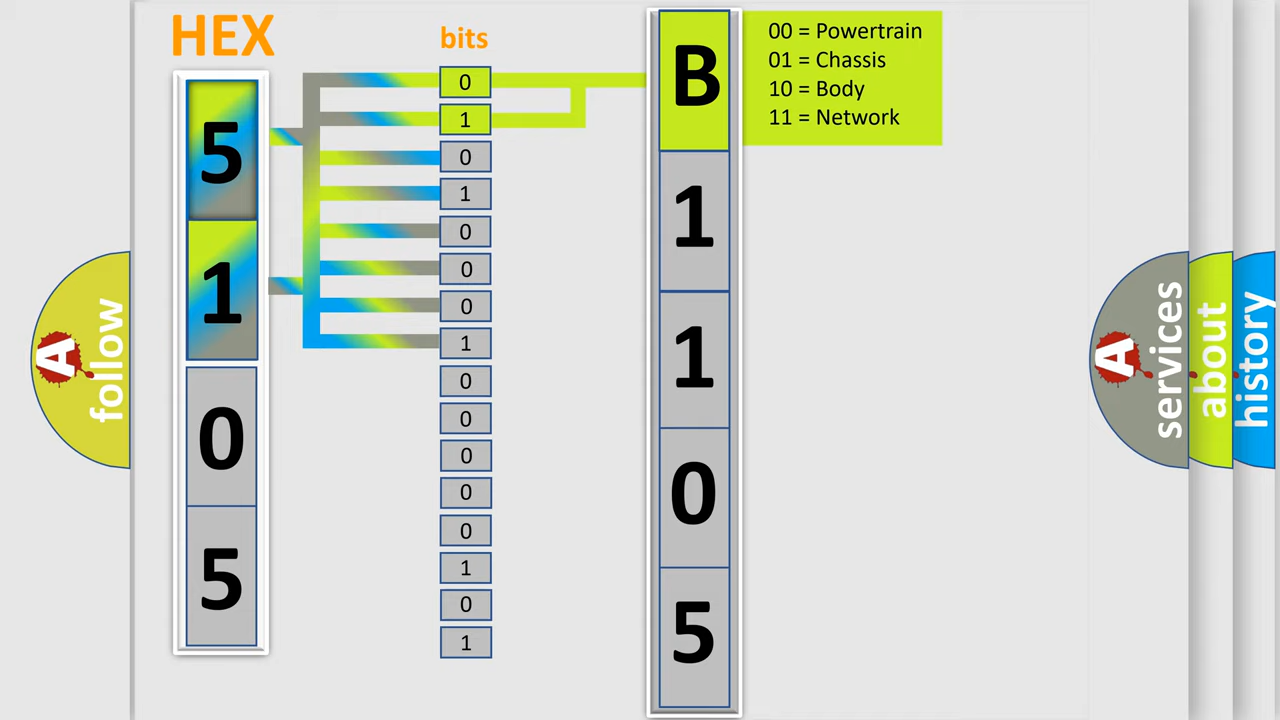 HEX
5
1
0
5
bits
0
1
0
1
0
0
0
1
0
0
0
0
0
1
0
1
B
1
1
0
5
00 = Powertrain
01 = Chassis
10 = Body
11 = Network
A
follow
A
services
about
history